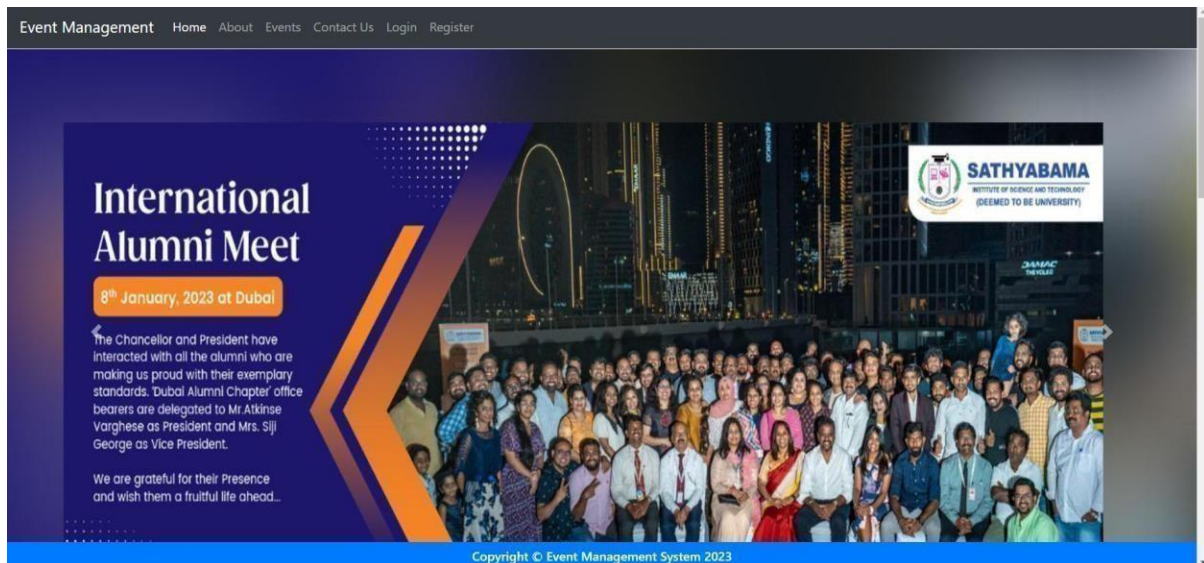 Event Management Home About Events Contact Us Login Register
International
Alumni Meet
8th January, 2023 at Dubai
The Chancellor and President have
interacted with all the alumni who are
making us proud with their exemplary
standards. 'Dubai Alumni Chapter' office
bearers are delegated to Mr.Atkinse
Varghese as President and Mrs. Siji
George as Vice President.
We are grateful for their Presence
and wish them a fruitful life ahead...
SATHYABAMA
INSTITUTE OF SCIENCE AND TECHNOLOGY
(DEEMED TO BE UNIVERSITY)
EMAAR
DAMAC
Copyright © Event Management System 2023